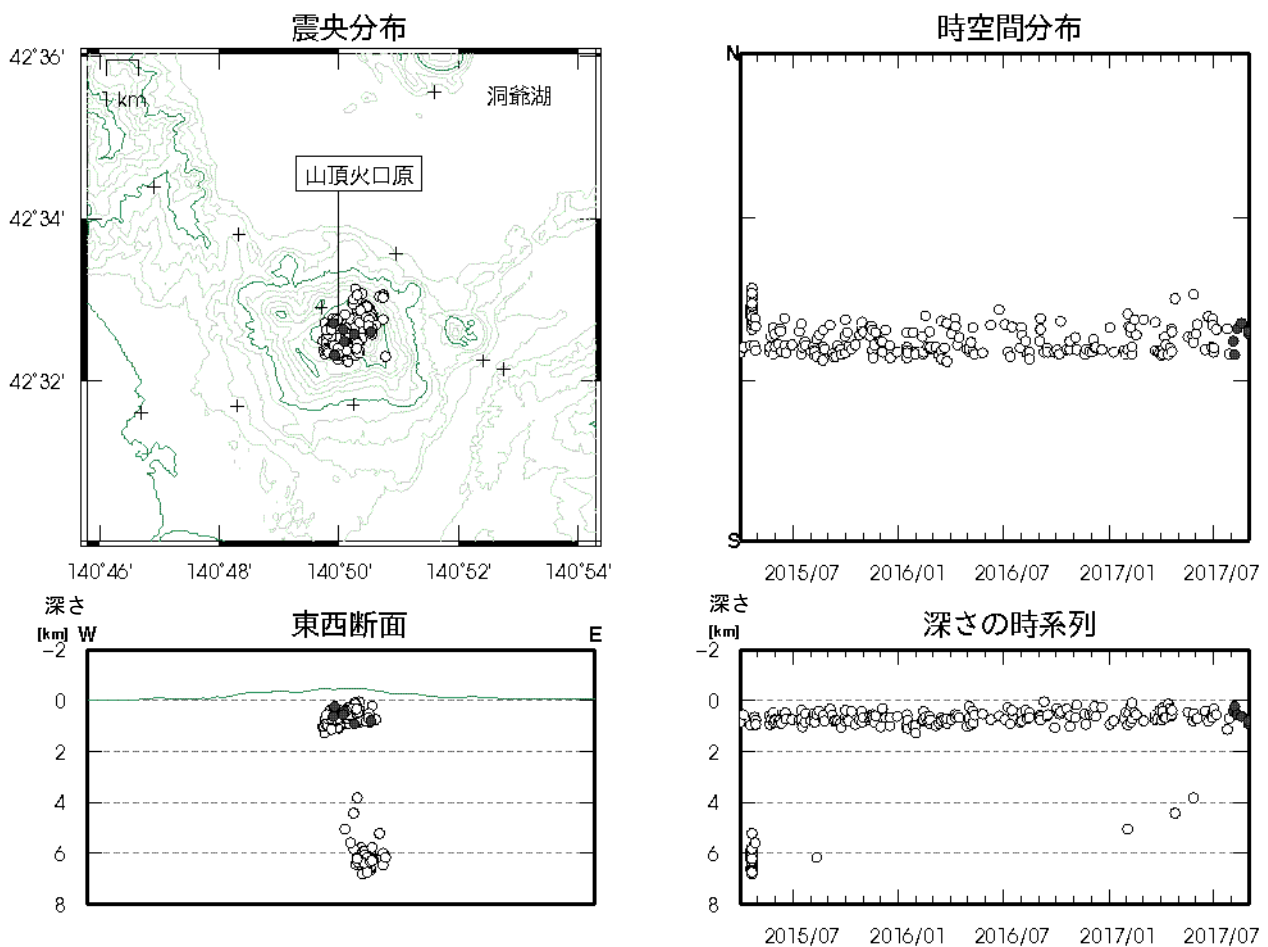 震央分布
42°36'
42°34'
42°32'
1 km
洞爺湖
山頂火口原
140°46'
140°48'
140°50'
140°52'
140°54'
時空間分布
N
S
2015/07
2016/01
2016/07
2017/01
2017/07
深さ
[km]
W
東西断面
E
-2
0
2
4
6
8
深さ
[km]
深さの時系列
-2
0
2
4
6
8
2015/07
2016/01
2016/07
2017/01
2017/07